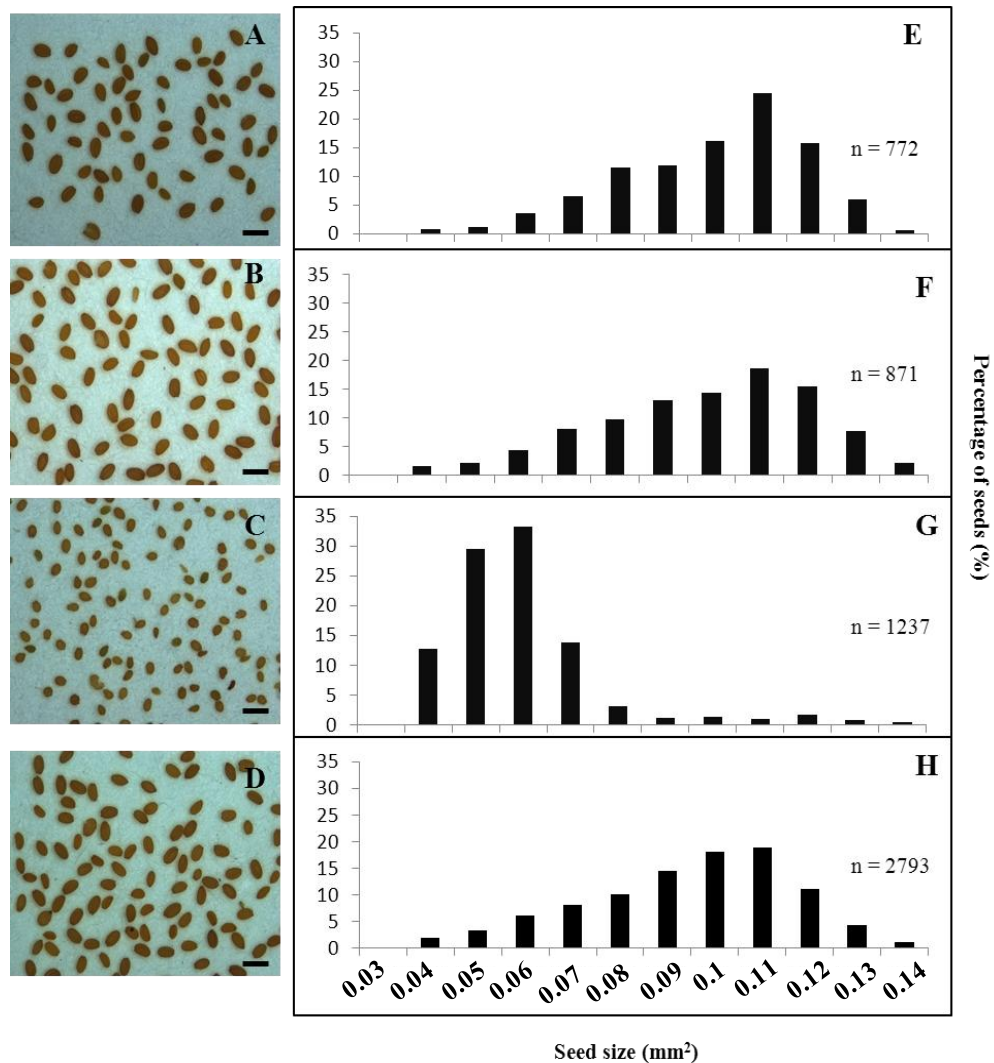 A
B
C
D
35
30
25
20
15
10
5
0
E
n = 772
35
30
25
20
15
10
5
0
F
n = 871
35
30
25
20
15
10
5
0
G
n = 1237
35
30
25
20
15
10
5
0
H
n = 2793
0.03 0.04 0.05 0.06 0.07 0.08 0.09 0.1 0.11 0.12 0.13 0.14
Seed size (mm²)
Percentage of seeds (%)